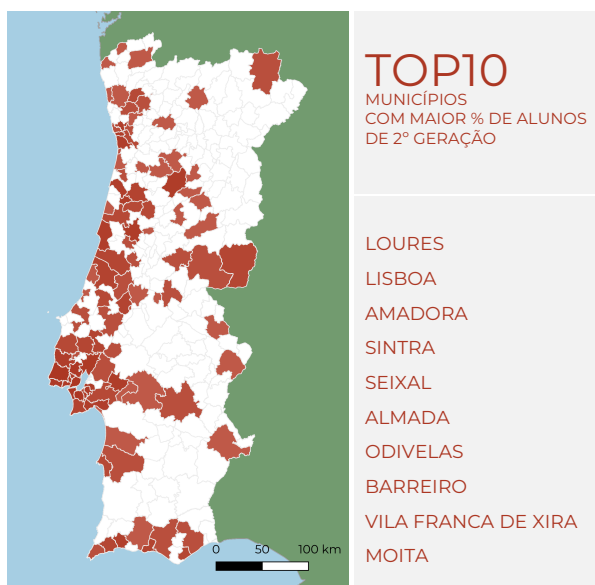 TOP10
MUNICÍPIOS
COM MAIOR % DE ALUNOS
DE 2º GERAÇÃO
LOURES
LISBOA
AMADORA
SINTRA
SEIXAL
ALMADA
ODIVELAS
BARREIRO
VILA FRANCA DE XIRA
MOITA
0 50 100 km